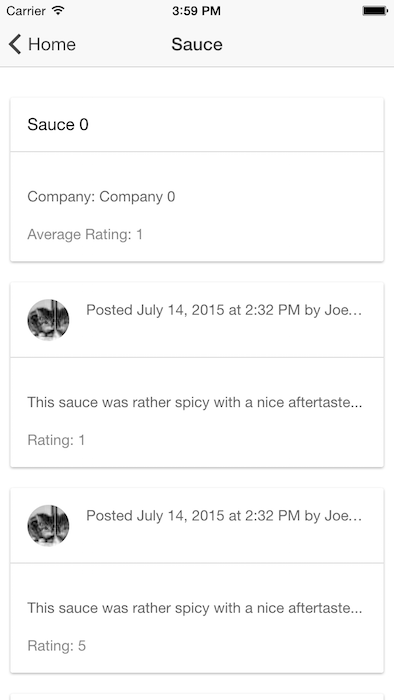 Carrier 3:59 PM
Home Sauce
Sauce 0
Company: Company 0
Average Rating: 1
Posted July 14, 2015 at 2:32 PM by Joe...
This sauce was rather spicy with a nice aftertaste...
Rating: 1
Posted July 14, 2015 at 2:32 PM by Joe...
This sauce was rather spicy with a nice aftertaste...
Rating: 5